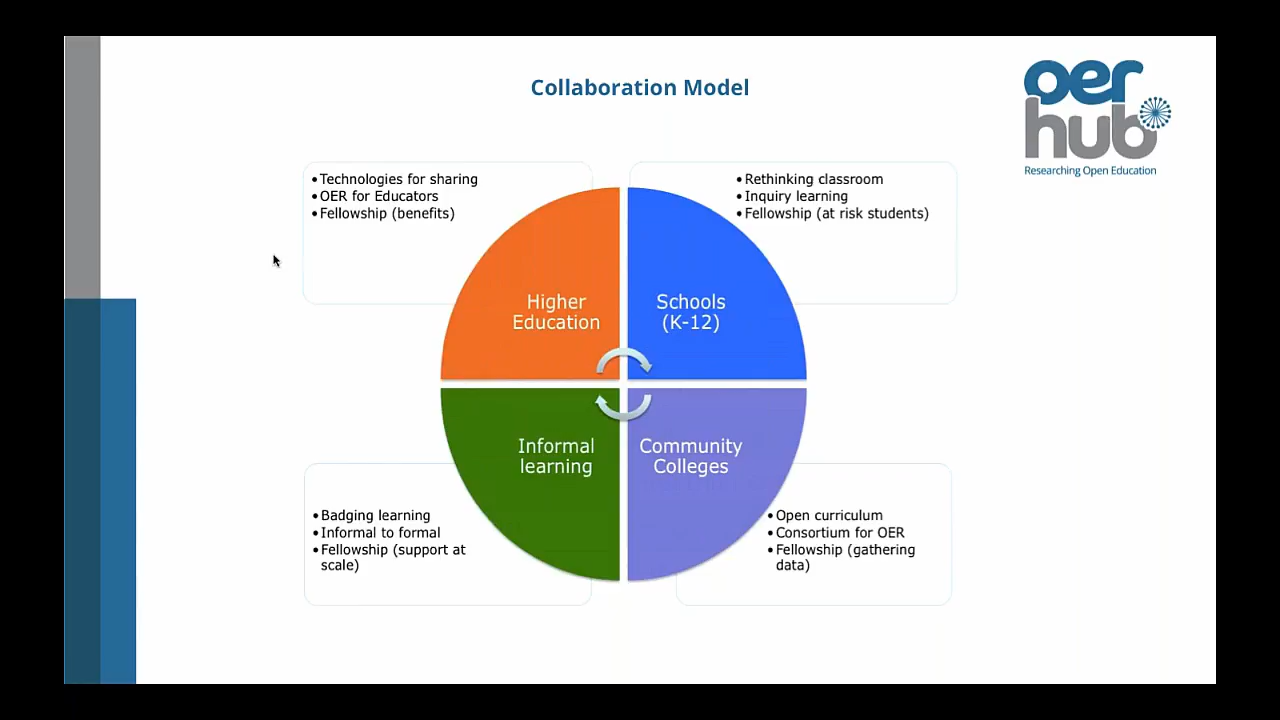 Collaboration Model
oer
hub
Researching Open Education
• Technologies for sharing
• OER for Educators
• Fellowship (benefits)
• Rethinking classroom
• Inquiry learning
• Fellowship (at risk students)
Higher
Education
Schools
(K-12)
Informal
learning
Community
Colleges
• Badging learning
• Informal to formal
• Fellowship (support at
scale)
• Open curriculum
• Consortium for OER
• Fellowship (gathering
data)